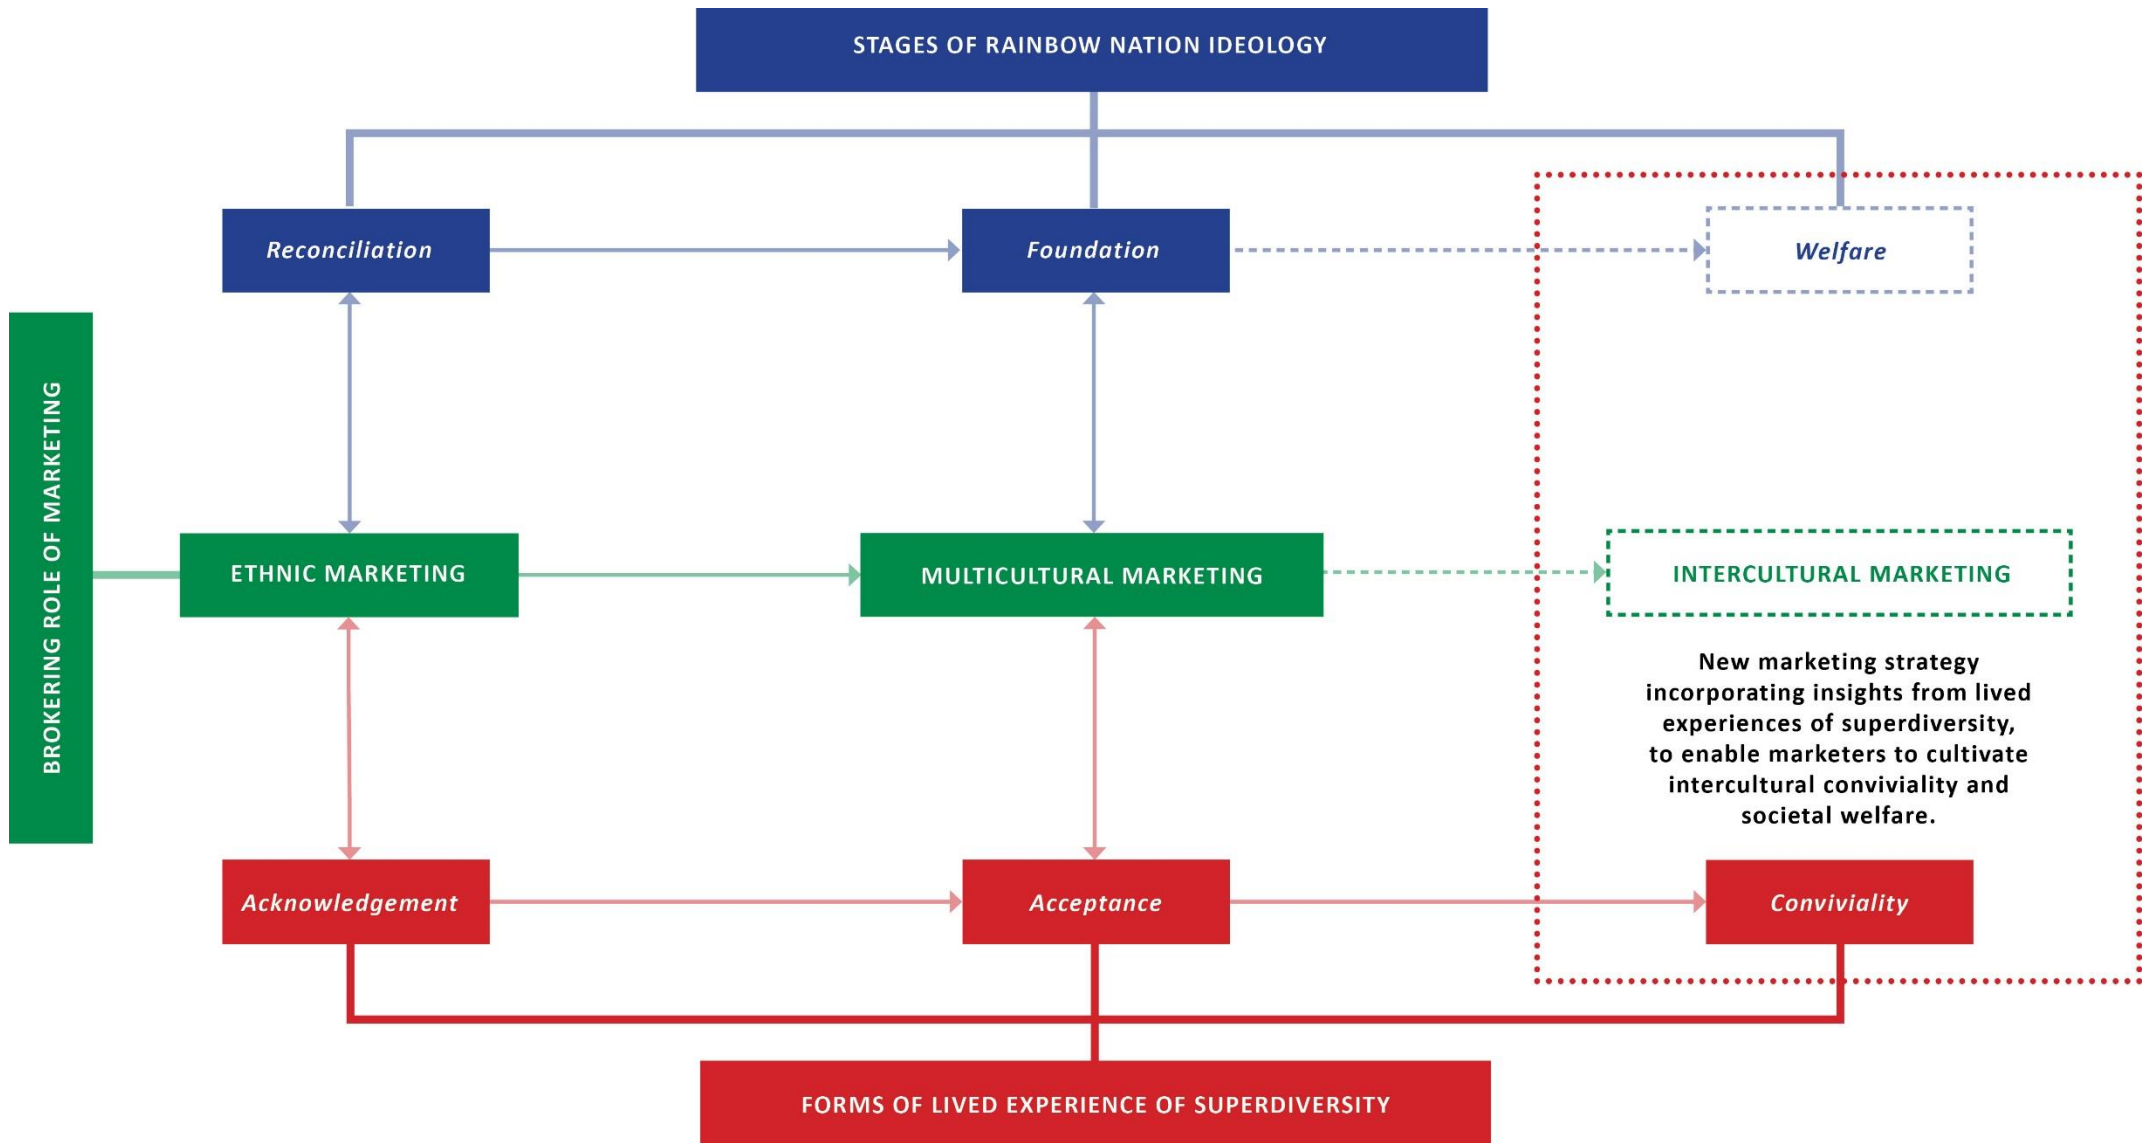 STAGES OF RAINBOW NATION IDEOLOGY
Reconciliation
Foundation
Welfare
BROKERING ROLE OF MARKETING
ETHNIC MARKETING
MULTICULTURAL MARKETING
INTERCULTURAL MARKETING
New marketing strategy
incorporating insights from lived
experiences of superdiversity,
to enable marketers to cultivate
intercultural conviviality and
societal welfare.
Acknowledgement
Acceptance
Conviviality
FORMS OF LIVED EXPERIENCE OF SUPERDIVERSITY